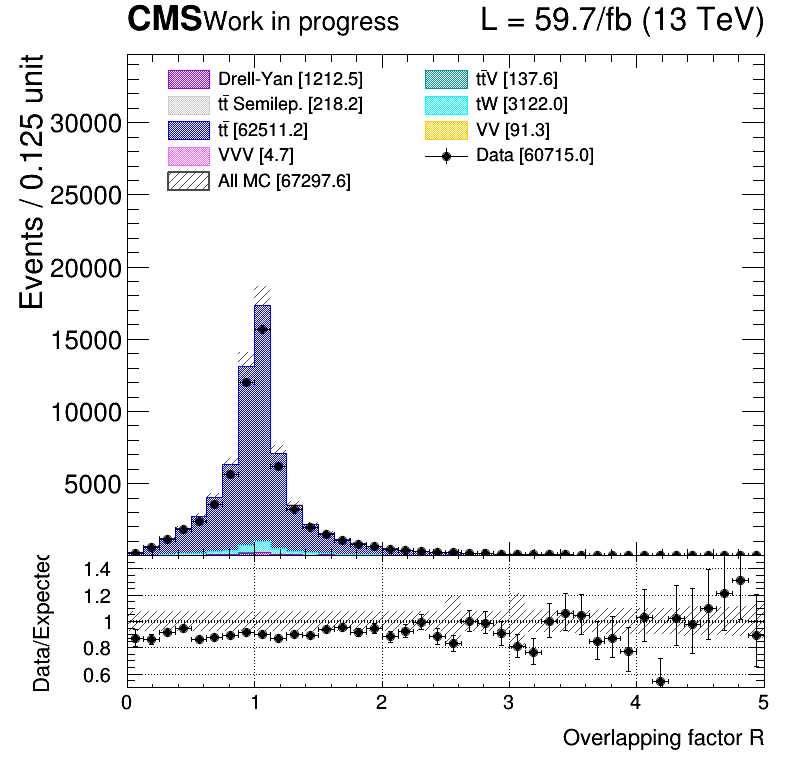 CMS Work in progress L = 59.7/fb (13 TeV)
Events / 0.125 unit
30000
25000
20000
15000
10000
5000
Drell-Yan [1212.5]
tt̄ Semilep. [218.2]
tt̄ [62511.2]
VVV [4.7]
All MC [67297.6]
tt̄V [137.6]
tW [3122.0]
VV [91.3]
Data [60715.0]
Data/Expected
1.4
1.2
1
0.8
0.6
0 1 2 3 4 5
Overlapping factor R